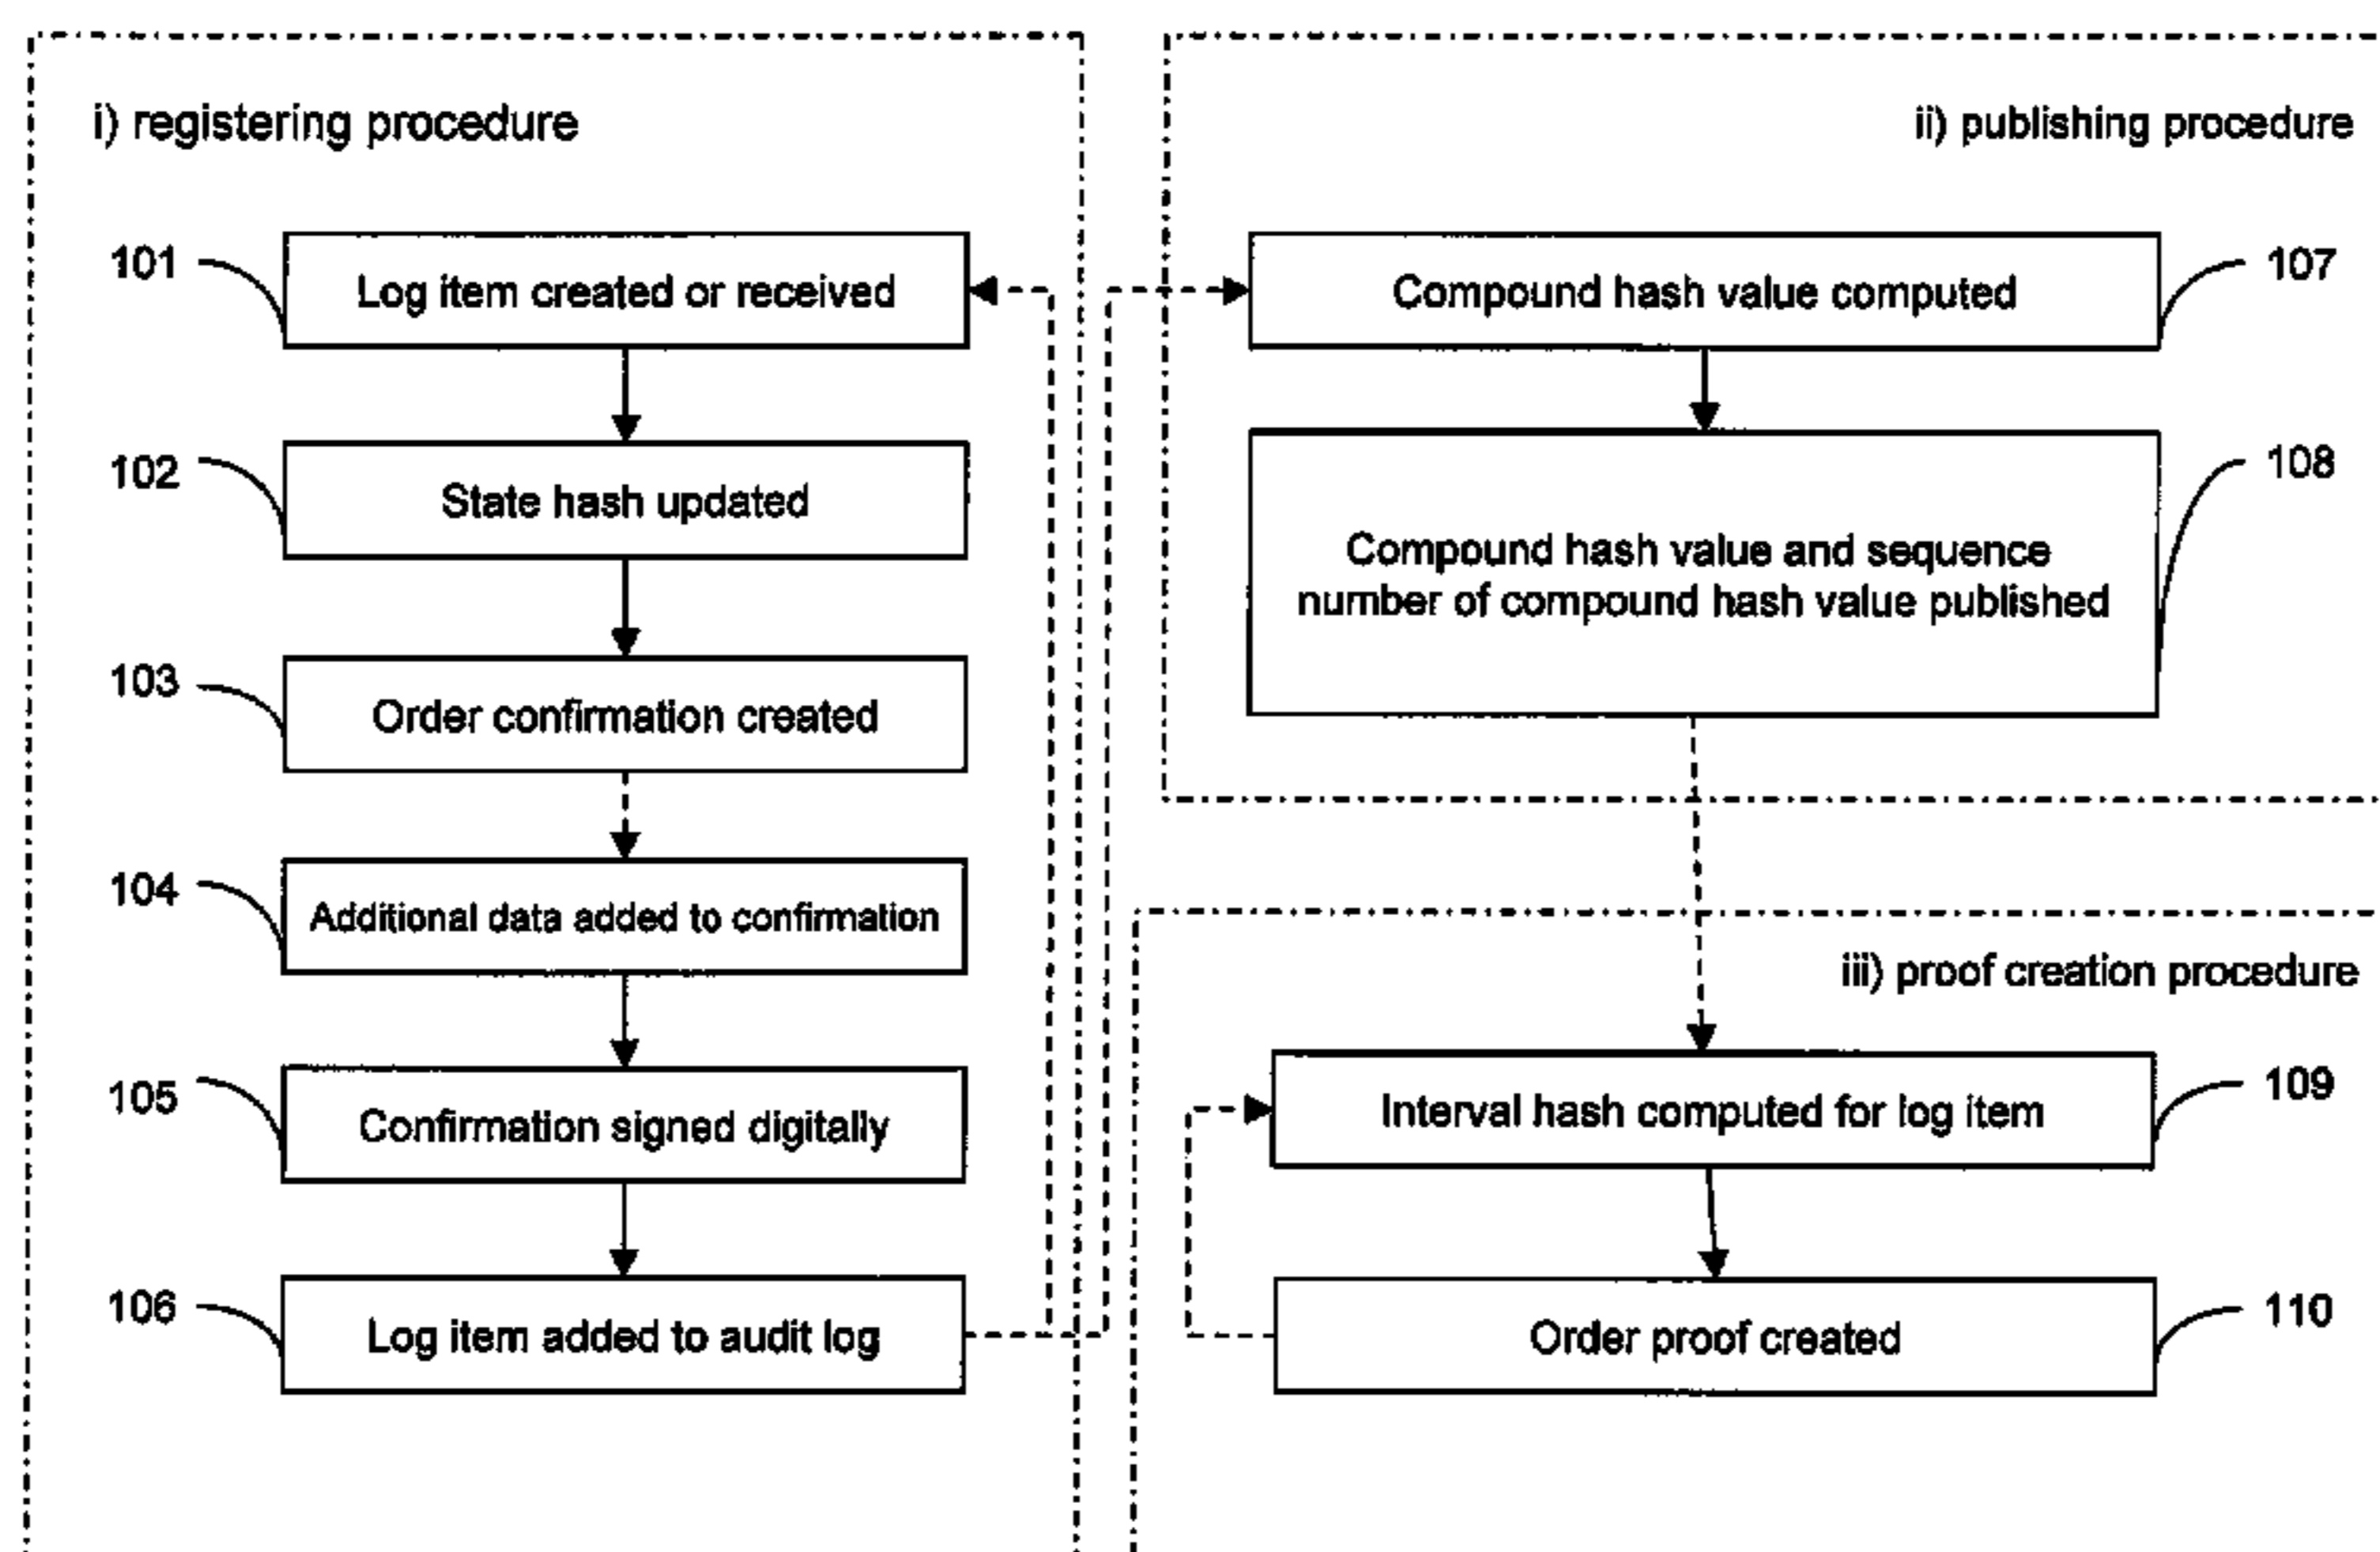 i) registering procedure
101
Log item created or received
102
State hash updated
103
Order confirmation created
104
Additional data added to confirmation
105
Confirmation signed digitally
106
Log item added to audit log
ii) publishing procedure
Compound hash value computed
107
Compound hash value and sequence
number of compound hash value published
108
iii) proof creation procedure
Interval hash computed for log item
109
Order proof created
110